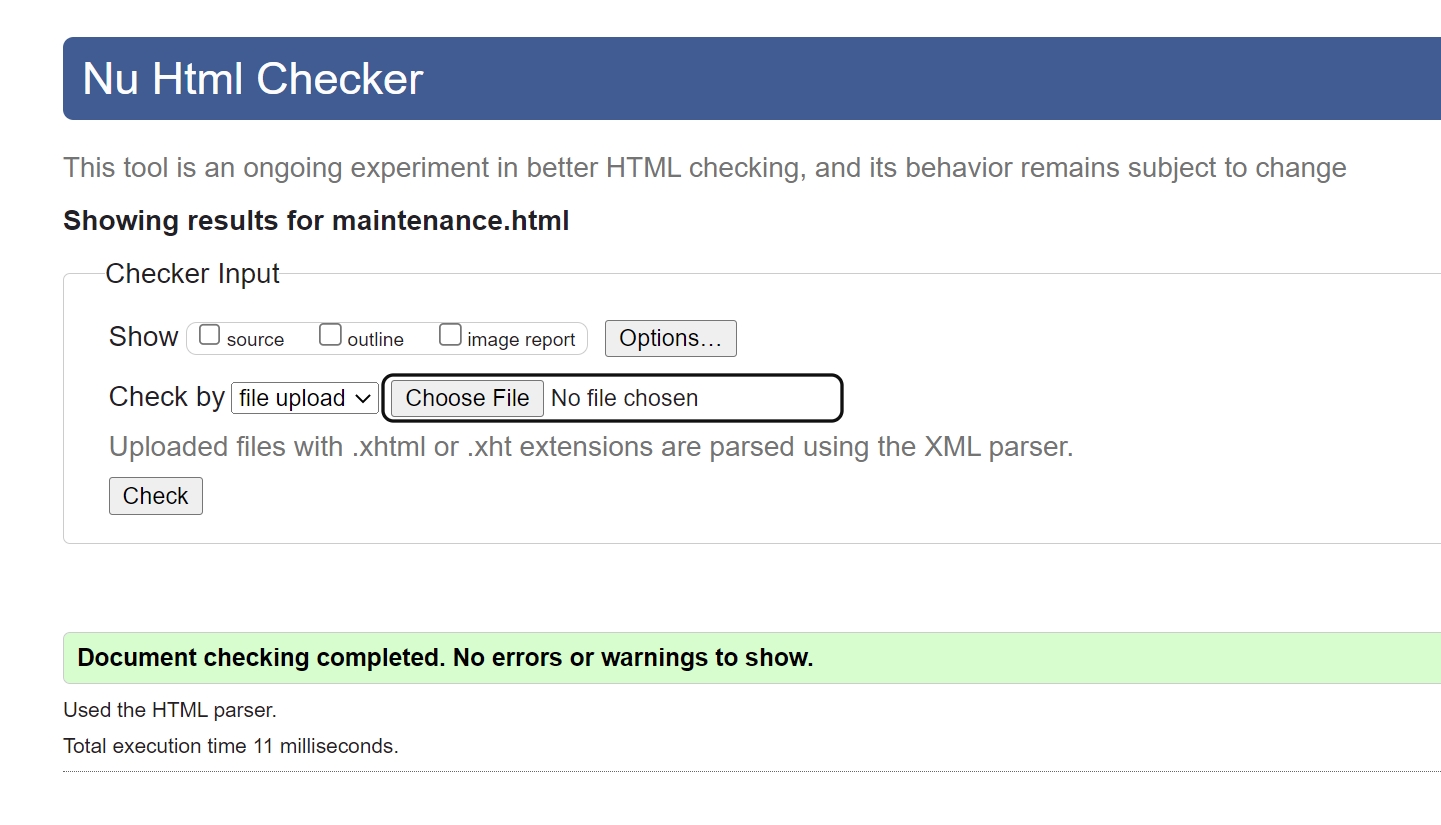 Nu Html Checker
This tool is an ongoing experiment in better HTML checking, and its behavior remains subject to change
Showing results for maintenance.html
Checker Input
Show source outline image report Options…
Check by file upload Choose File No file chosen
Uploaded files with .xhtml or .xht extensions are parsed using the XML parser.
Check
Document checking completed. No errors or warnings to show.
Used the HTML parser.
Total execution time 11 milliseconds.